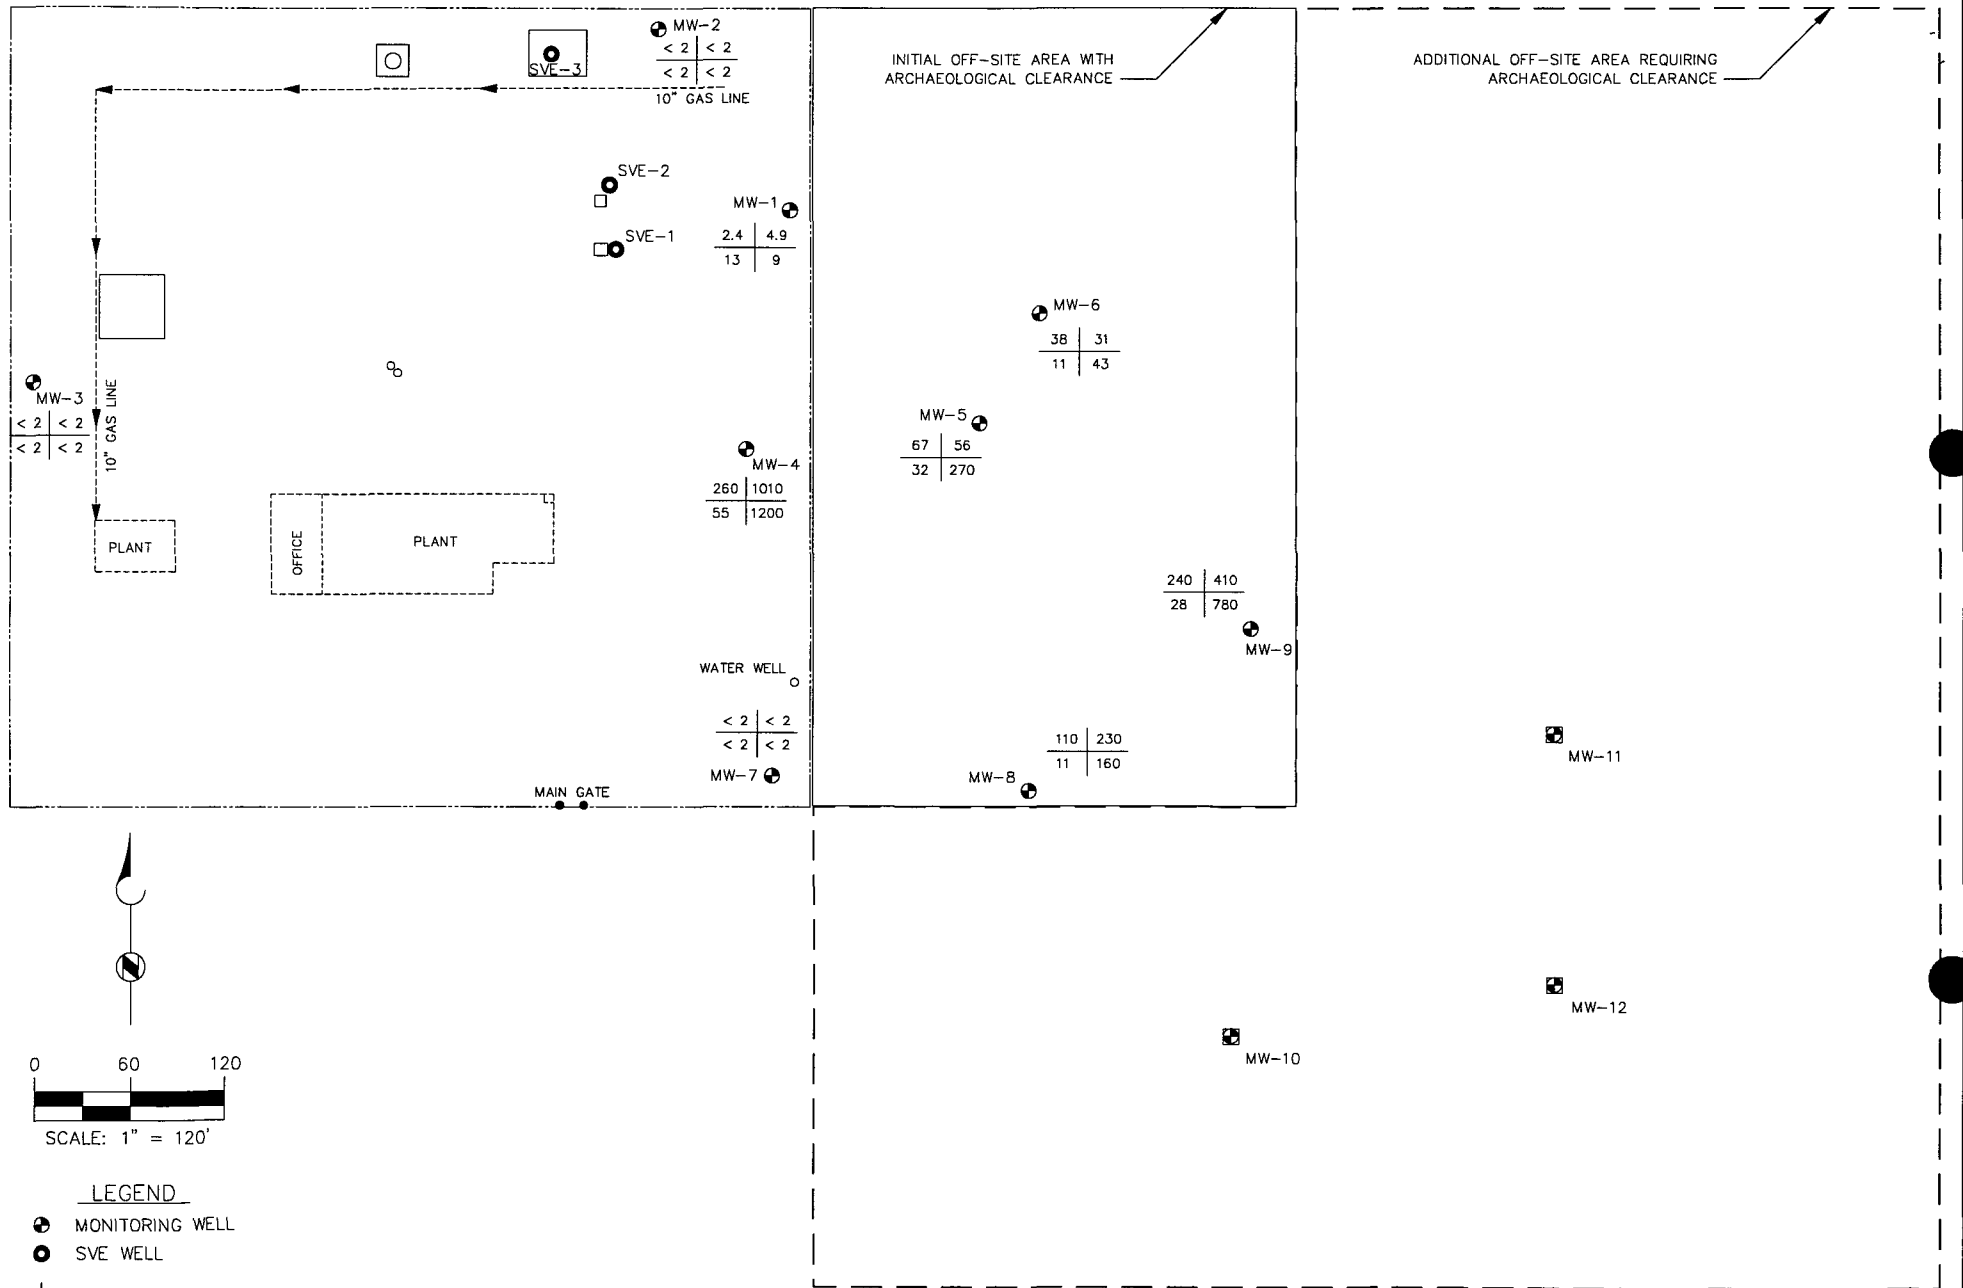 MW-2
< 2 | < 2
< 2 | < 2
SVE-3
10" GAS LINE
INITIAL OFF-SITE AREA WITH
ARCHAEOLOGICAL CLEARANCE
ADDITIONAL OFF-SITE AREA REQUIRING
ARCHAEOLOGICAL CLEARANCE
SVE-2
MW-1
SVE-1
2.4 | 4.9
13 | 9
MW-6
38 | 31
11 | 43
MW-3
< 2 | < 2
< 2 | < 2
10" GAS LINE
MW-5
67 | 56
32 | 270
MW-4
260 | 1010
55 | 1200
PLANT
OFFICE
PLANT
240 | 410
28 | 780
MW-9
WATER WELL
< 2 | < 2
< 2 | < 2
MW-7
110 | 230
11 | 160
MW-8
MAIN GATE
MW-11
MW-12
MW-10
0 60 120
SCALE: 1" = 120'
LEGEND
MONITORING WELL
SVE WELL